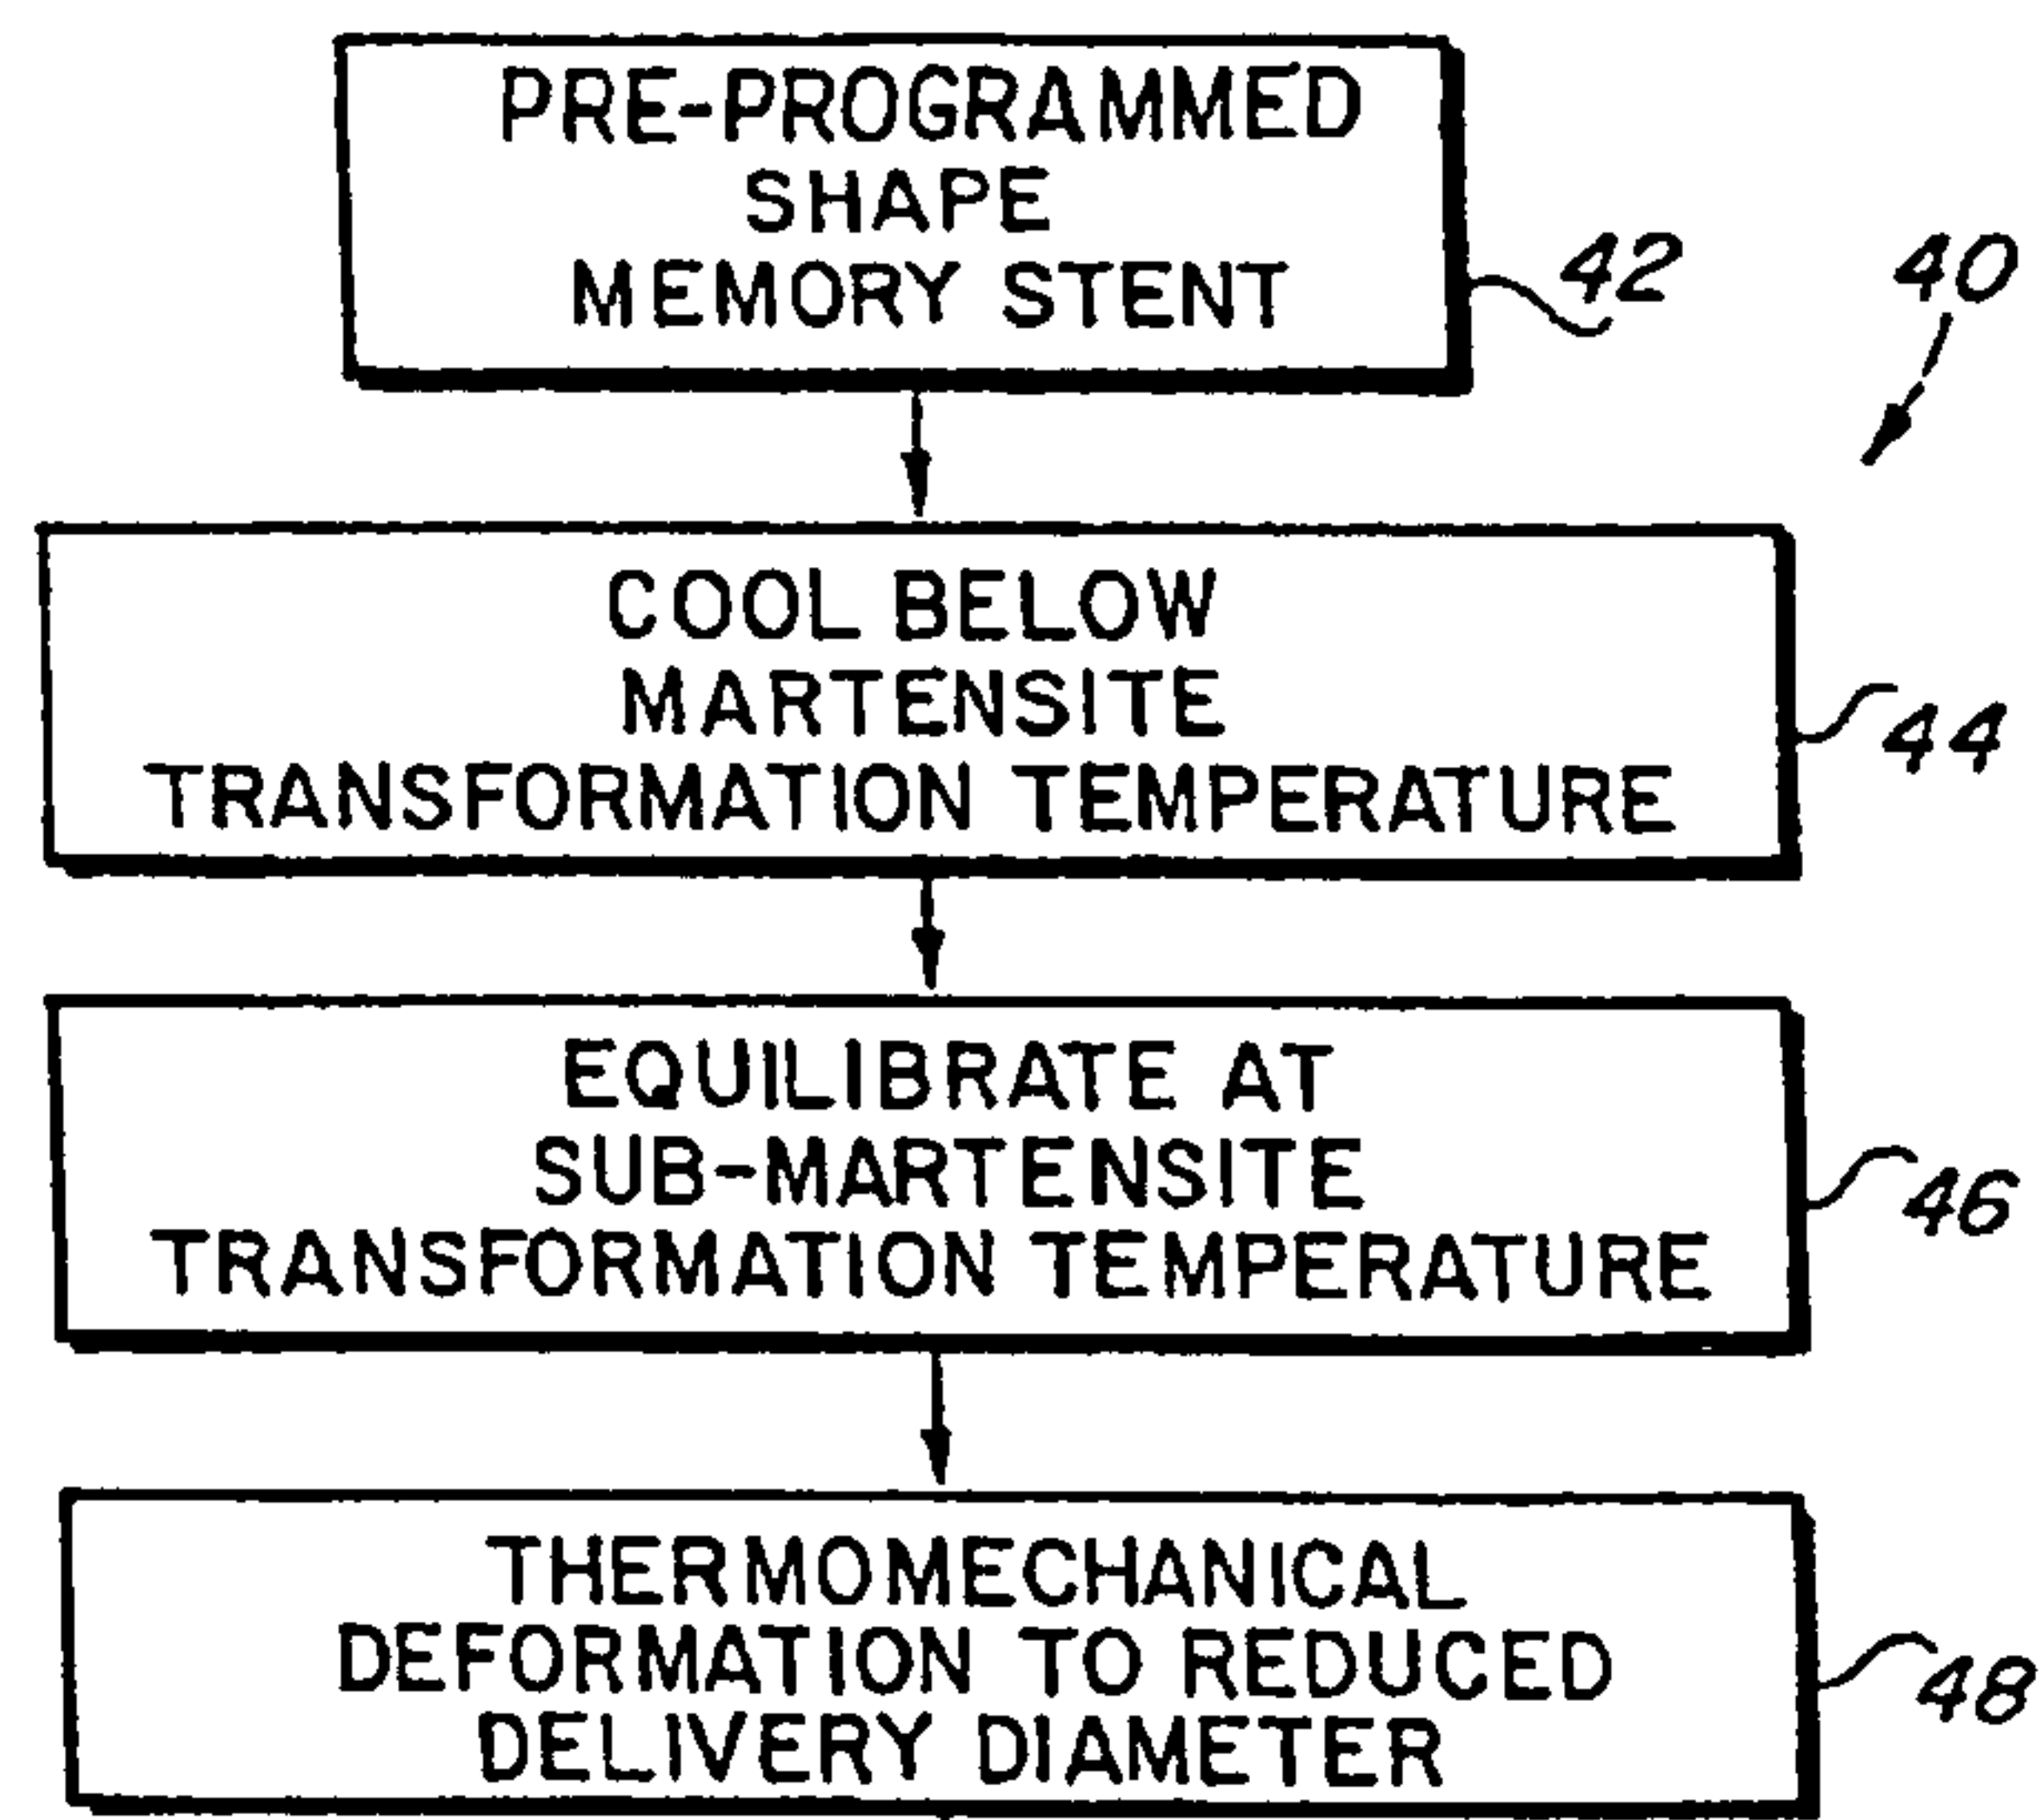 PRE-PROGRAMMED
SHAPE
MEMORY STENT
42
40
COOL BELOW
MARTENSITE
TRANSFORMATION TEMPERATURE
44
EQUILIBRATE AT
SUB-MARTENSITE
TRANSFORMATION TEMPERATURE
46
THERMOMECHANICAL
DEFORMATION TO REDUCED
DELIVERY DIAMETER
48